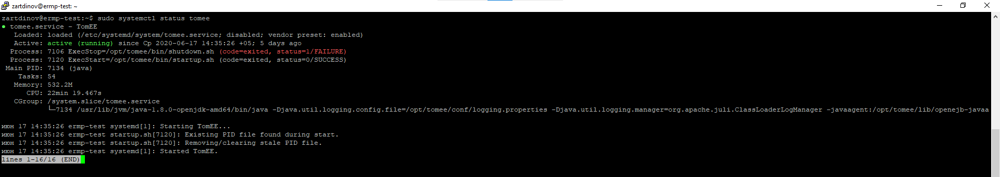 zartdinov@ermp-test: ~
zartdinov@ermp-test:~$ sudo systemctl status tomee
● tomee.service - TomEE
Loaded: loaded (/etc/systemd/system/tomee.service; disabled; vendor preset: enabled)
Active: active (running) since Ср 2020-06-17 14:35:26 +05; 5 days ago
Process: 7106 ExecStop=/opt/tomee/bin/shutdown.sh (code=exited, status=1/FAILURE)
Process: 7120 ExecStart=/opt/tomee/bin/startup.sh (code=exited, status=0/SUCCESS)
Main PID: 7134 (java)
Tasks: 54
Memory: 532.2M
CPU: 22min 19.467s
CGroup: /system.slice/tomee.service
└─7134 /usr/lib/jvm/java-1.8.0-openjdk-amd64/bin/java -Djava.util.logging.config.file=/opt/tomee/conf/logging.properties -Djava.util.logging.manager=org.apache.juli.ClassLoaderLogManager -javaagent:/opt/tomee/lib/openejb-javaa
июн 17 14:35:26 ermp-test systemd[1]: Starting TomEE...
июн 17 14:35:26 ermp-test startup.sh[7120]: Existing PID file found during start.
июн 17 14:35:26 ermp-test startup.sh[7120]: Removing/clearing stale PID file.
июн 17 14:35:26 ermp-test systemd[1]: Started TomEE.
lines 1-16/16 (END)